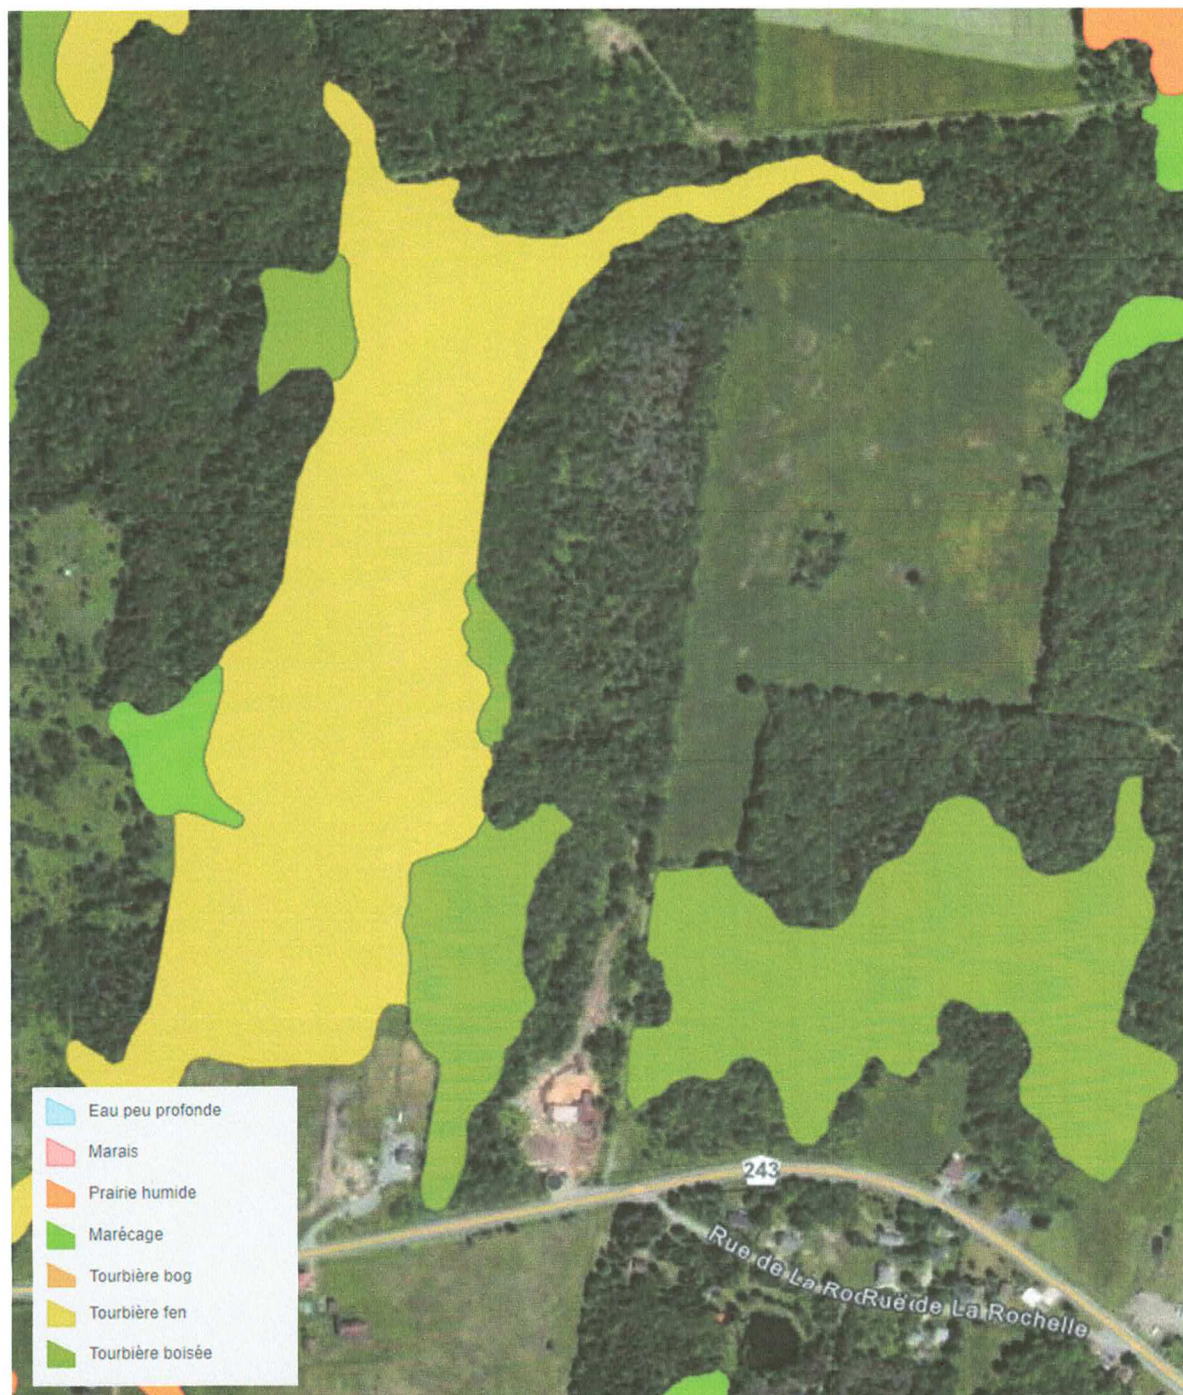 243
Rue de La Roc
Rue de La Rochelle
Eau peu profonde
Marais
Prairie humide
Marécage
Tourbière bog
Tourbière fen
Tourbière boisée